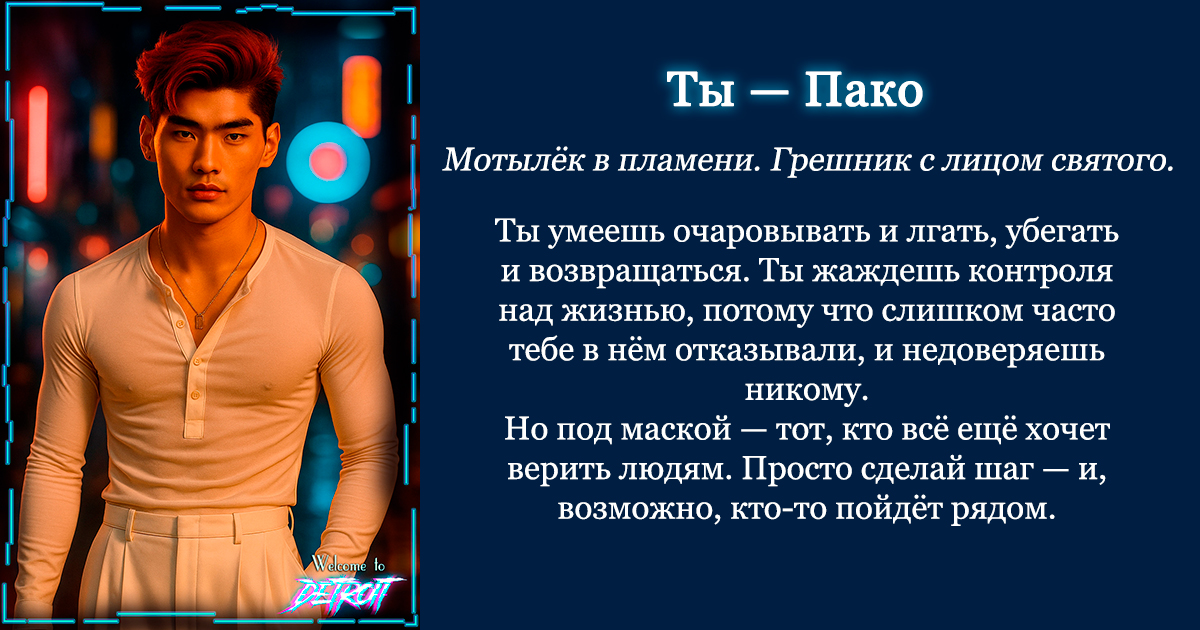 Ты — Пако
Мотылёк в пламени. Грешник с лицом святого.
Ты умеешь очаровывать и лгать, убегать
и возвращаться. Ты жаждешь контроля
над жизнью, потому что слишком часто
тебе в нём отказывали, и недоверяешь
никому.
Но под маской — тот, кто всё ещё хочет
верить людям. Просто сделай шаг — и,
возможно, кто-то пойдёт рядом.
Welcome to
DETROIT